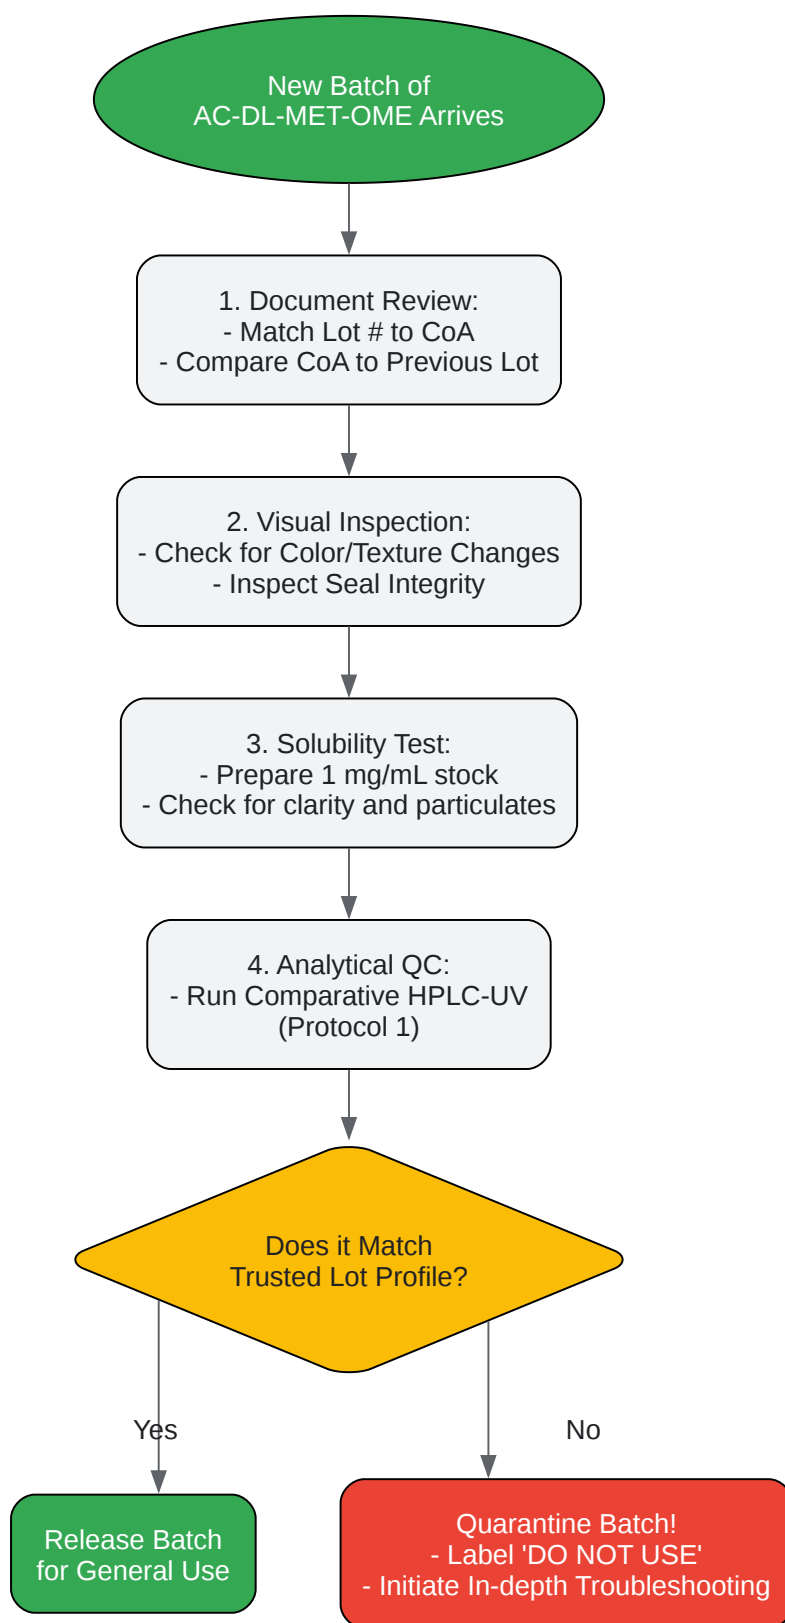 New Batch of
AC-DL-MET-OME Arrives
1. Document Review:
- Match Lot # to CoA
- Compare CoA to Previous Lot
2. Visual Inspection:
- Check for Color/Texture Changes
- Inspect Seal Integrity
3. Solubility Test:
- Prepare 1 mg/mL stock
- Check for clarity and particulates
4. Analytical QC:
- Run Comparative HPLC-UV
(Protocol 1)
Does it Match
Trusted Lot Profile?
Yes
No
Release Batch
for General Use
Quarantine Batch!
- Label 'DO NOT USE'
- Initiate In-depth Troubleshooting